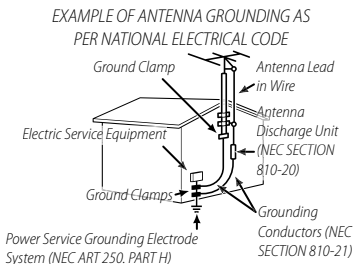 EXAMPLE OF ANTENNA GROUNDING AS
PER NATIONAL ELECTRICAL CODE
Ground Clamp
Antenna Lead
in Wire
Antenna
Discharge Unit
(NEC SECTION
810-20)
Electric Service Equipment
Ground Clamps
Grounding
Conductors (NEC
SECTION 810-21)
Power Service Grounding Electrode
System (NEC ART 250. PART H)